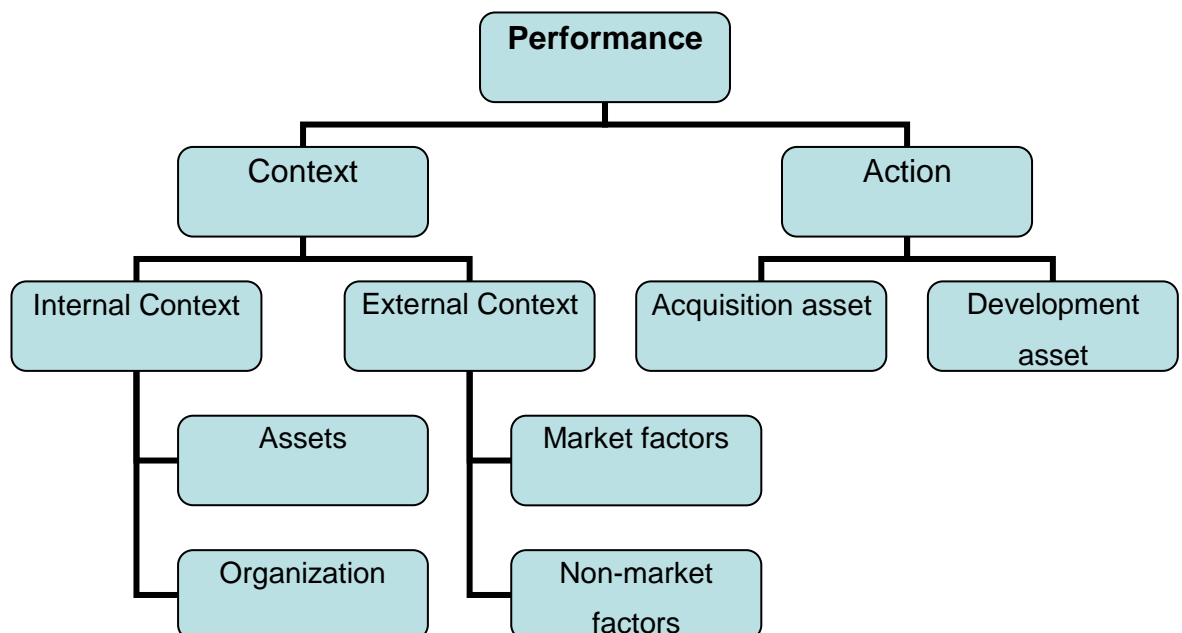 Performance
Context
Action
Internal Context
External Context
Acquisition asset
Development
asset
Assets
Market factors
Organization
Non-market
factors